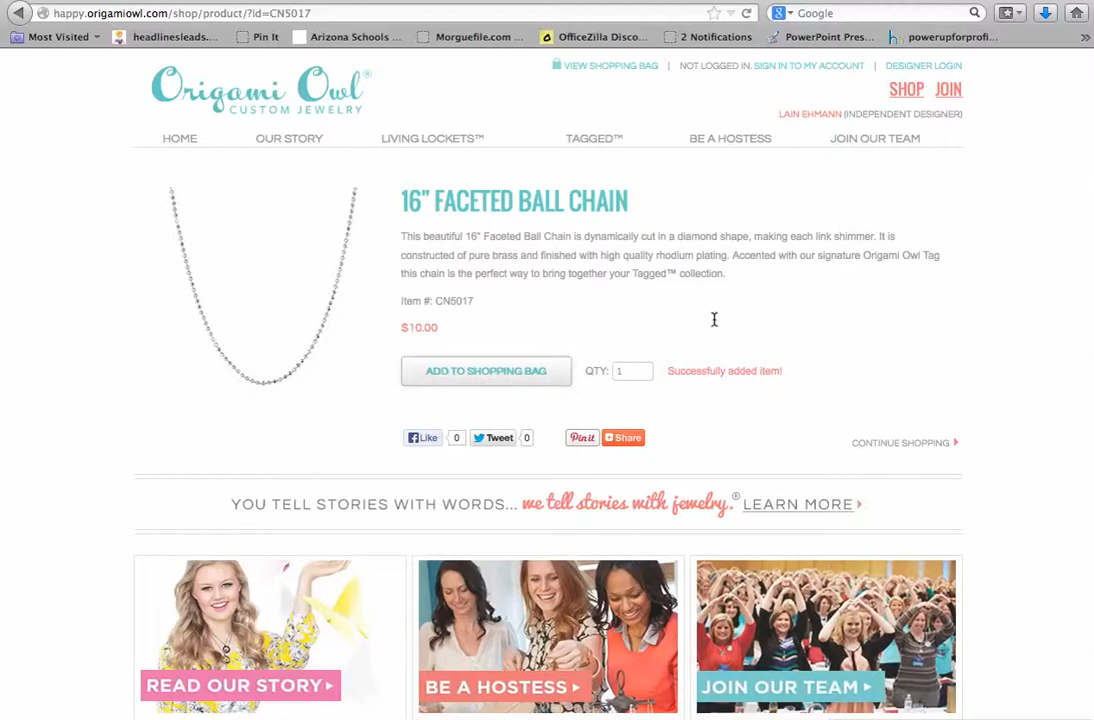 happy.origamiowl.com/shop/product/?id=CN5017
Google
Most Visited
headlinesleads.com
Pin It
Arizona Schools ...
Morguefile.com ...
OfficeZilla Disco...
2 Notifications
PowerPoint Pres...
powerupforprofi...
VIEW SHOPPING BAG | NOT LOGGED IN. SIGN IN TO MY ACCOUNT | DESIGNER LOGIN
Origami Owl®
CUSTOM JEWELRY
SHOP JOIN
LAIN EHMANN (INDEPENDENT DESIGNER)
HOME OUR STORY LIVING LOCKETS™ TAGGED™ BE A HOSTESS JOIN OUR TEAM
16" FACETED BALL CHAIN
This beautiful 16" Faceted Ball Chain is dynamically cut in a diamond shape, making each link shimmer. It is
constructed of pure brass and finished with high quality rhodium plating. Accented with our signature Origami Owl Tag
this chain is the perfect way to bring together your Tagged™ collection.
Item #: CN5017
$10.00
ADD TO SHOPPING BAG QTY: 1 Successfully added item!
Like 0 Tweet 0 Pin it Share
CONTINUE SHOPPING
YOU TELL STORIES WITH WORDS... we tell stories with jewelry.® LEARN MORE
READ OUR STORY
BE A HOSTESS
JOIN OUR TEAM